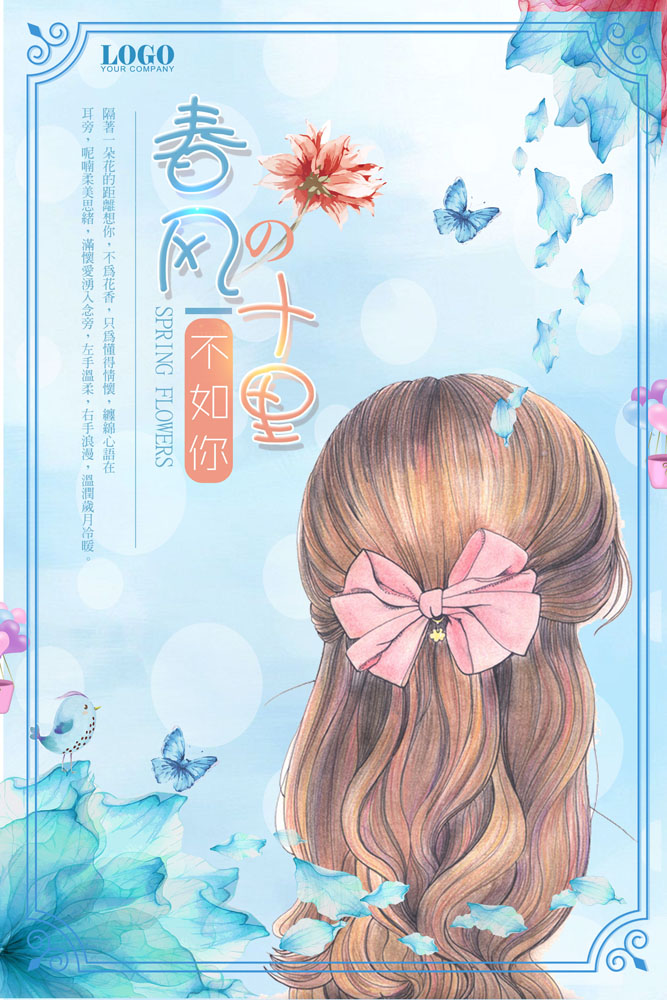 LOGO
YOUR COMPANY
春风の十里
不如你
SPRING FLOWERS
隔著一朵花的距離想你，不爲花香，只爲懂得情懷，纏綿心語在
耳旁，呢喃柔美思緒，滿懷愛湧入念旁，左手溫柔，右手浪漫，溫潤歲月冷暖。